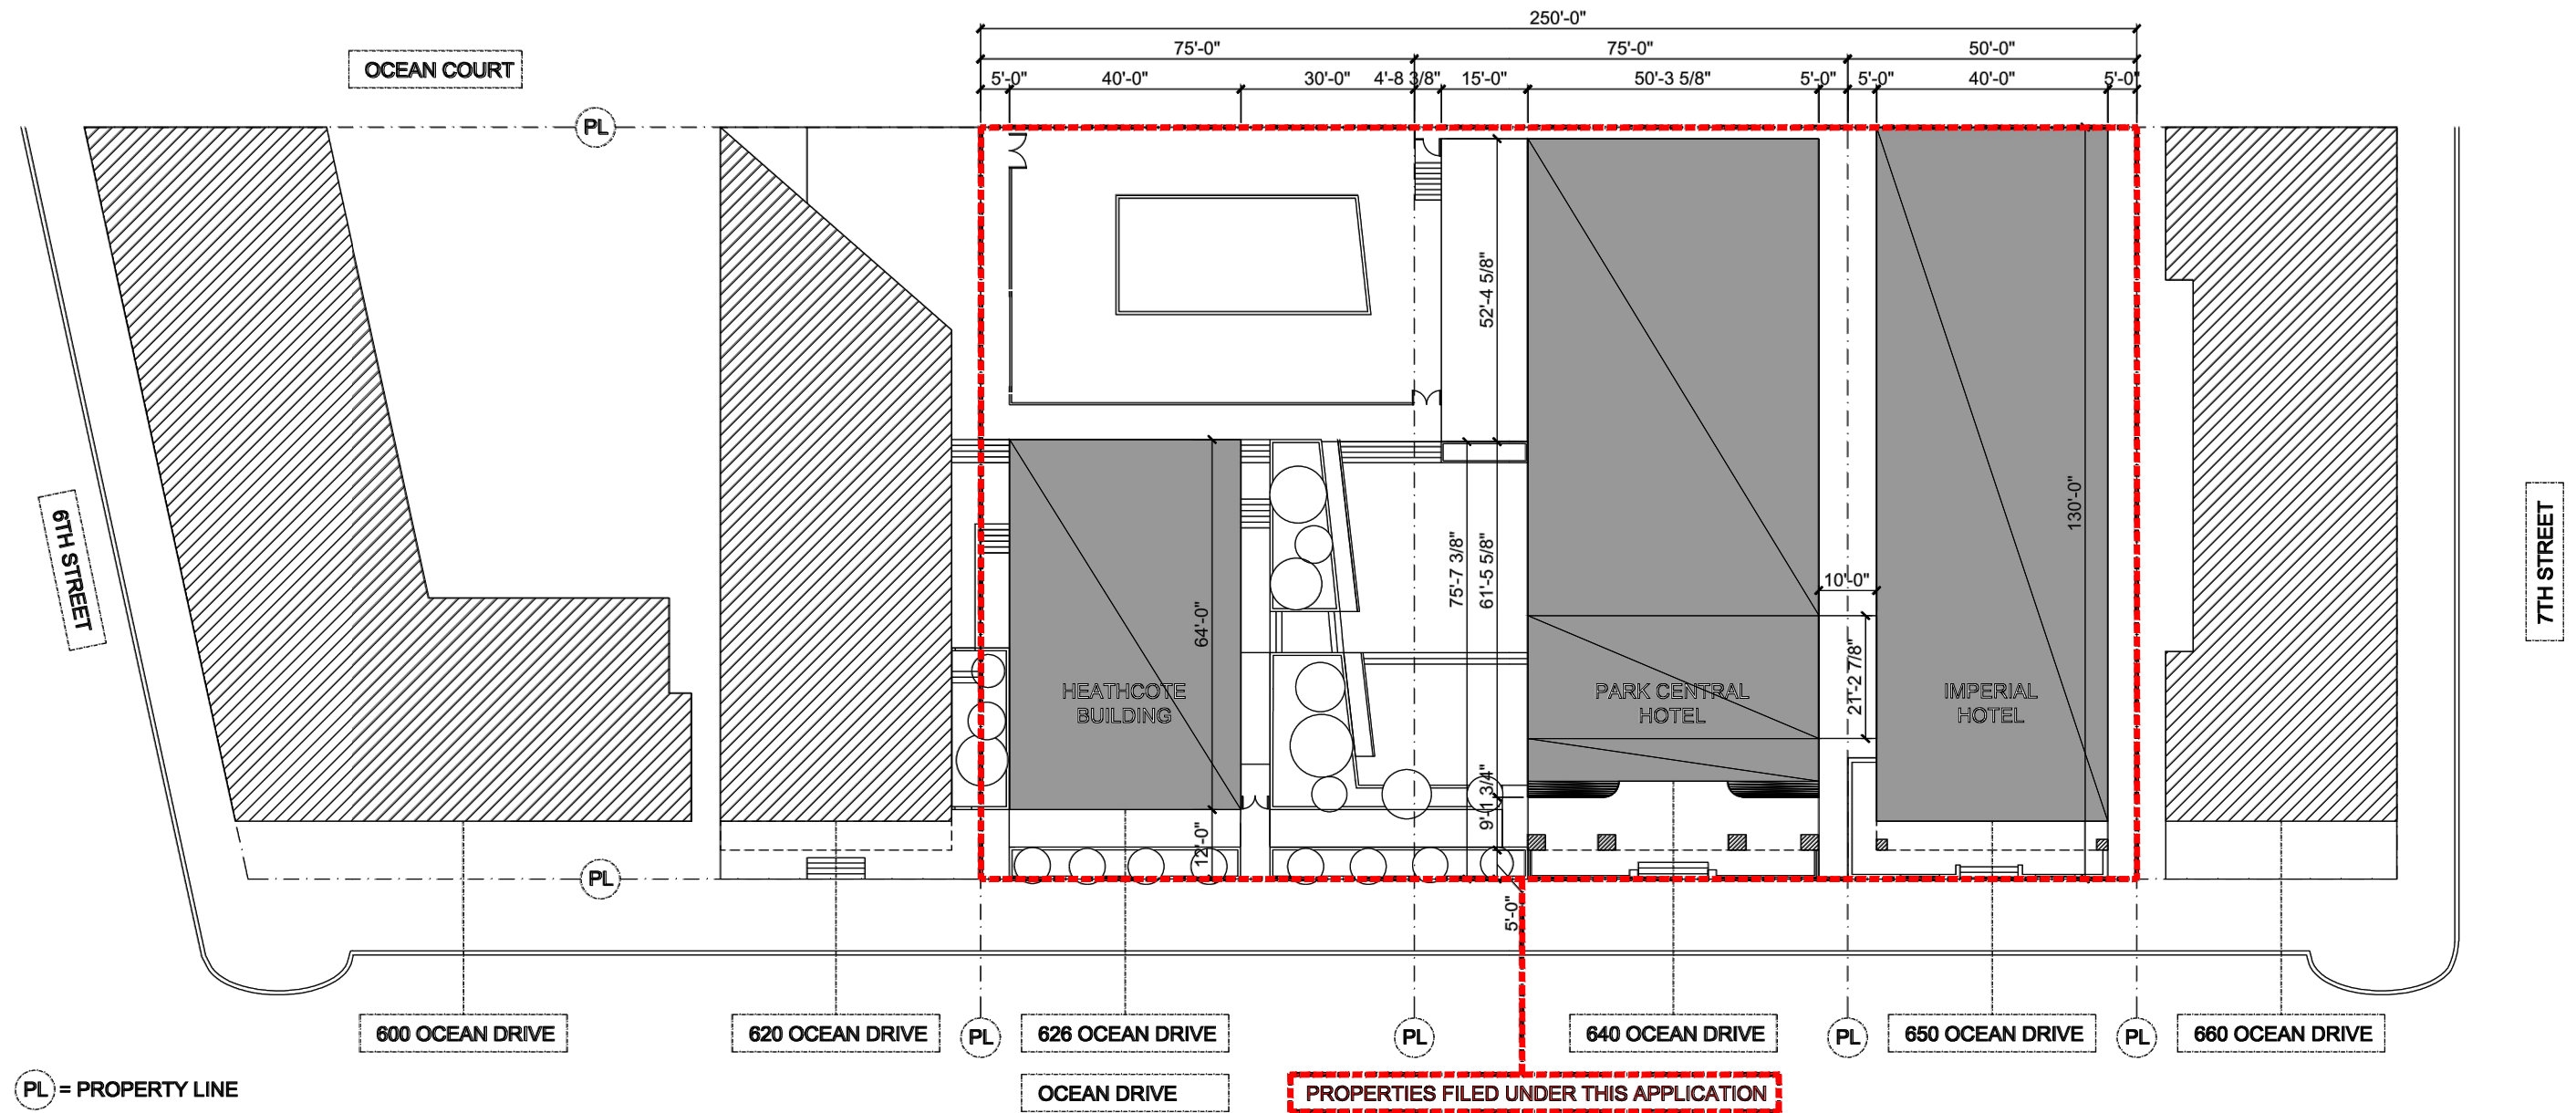 250'-0"
75'-0" 75'-0" 50'-0"
OCEAN COURT
5'-0" 40'-0" 30'-0" 4'-8 3/8" 15'-0" 50'-3 5/8" 5'-0" 5'-0" 40'-0" 5'-0"
PL
52'-4 5/8"
6TH STREET
7TH STREET
130'-0"
75'-7 3/8"
61'-5 5/8"
10'-0"
64'-0"
21'-2 7/8"
HEATHCOTE
BUILDING
PARK CENTRAL
HOTEL
IMPERIAL
HOTEL
9'-1 3/4"
12'-0"
PL
5'-0"
600 OCEAN DRIVE
620 OCEAN DRIVE
PL
626 OCEAN DRIVE
PL
640 OCEAN DRIVE
PL
650 OCEAN DRIVE
PL
660 OCEAN DRIVE
PL = PROPERTY LINE
OCEAN DRIVE
PROPERTIES FILED UNDER THIS APPLICATION